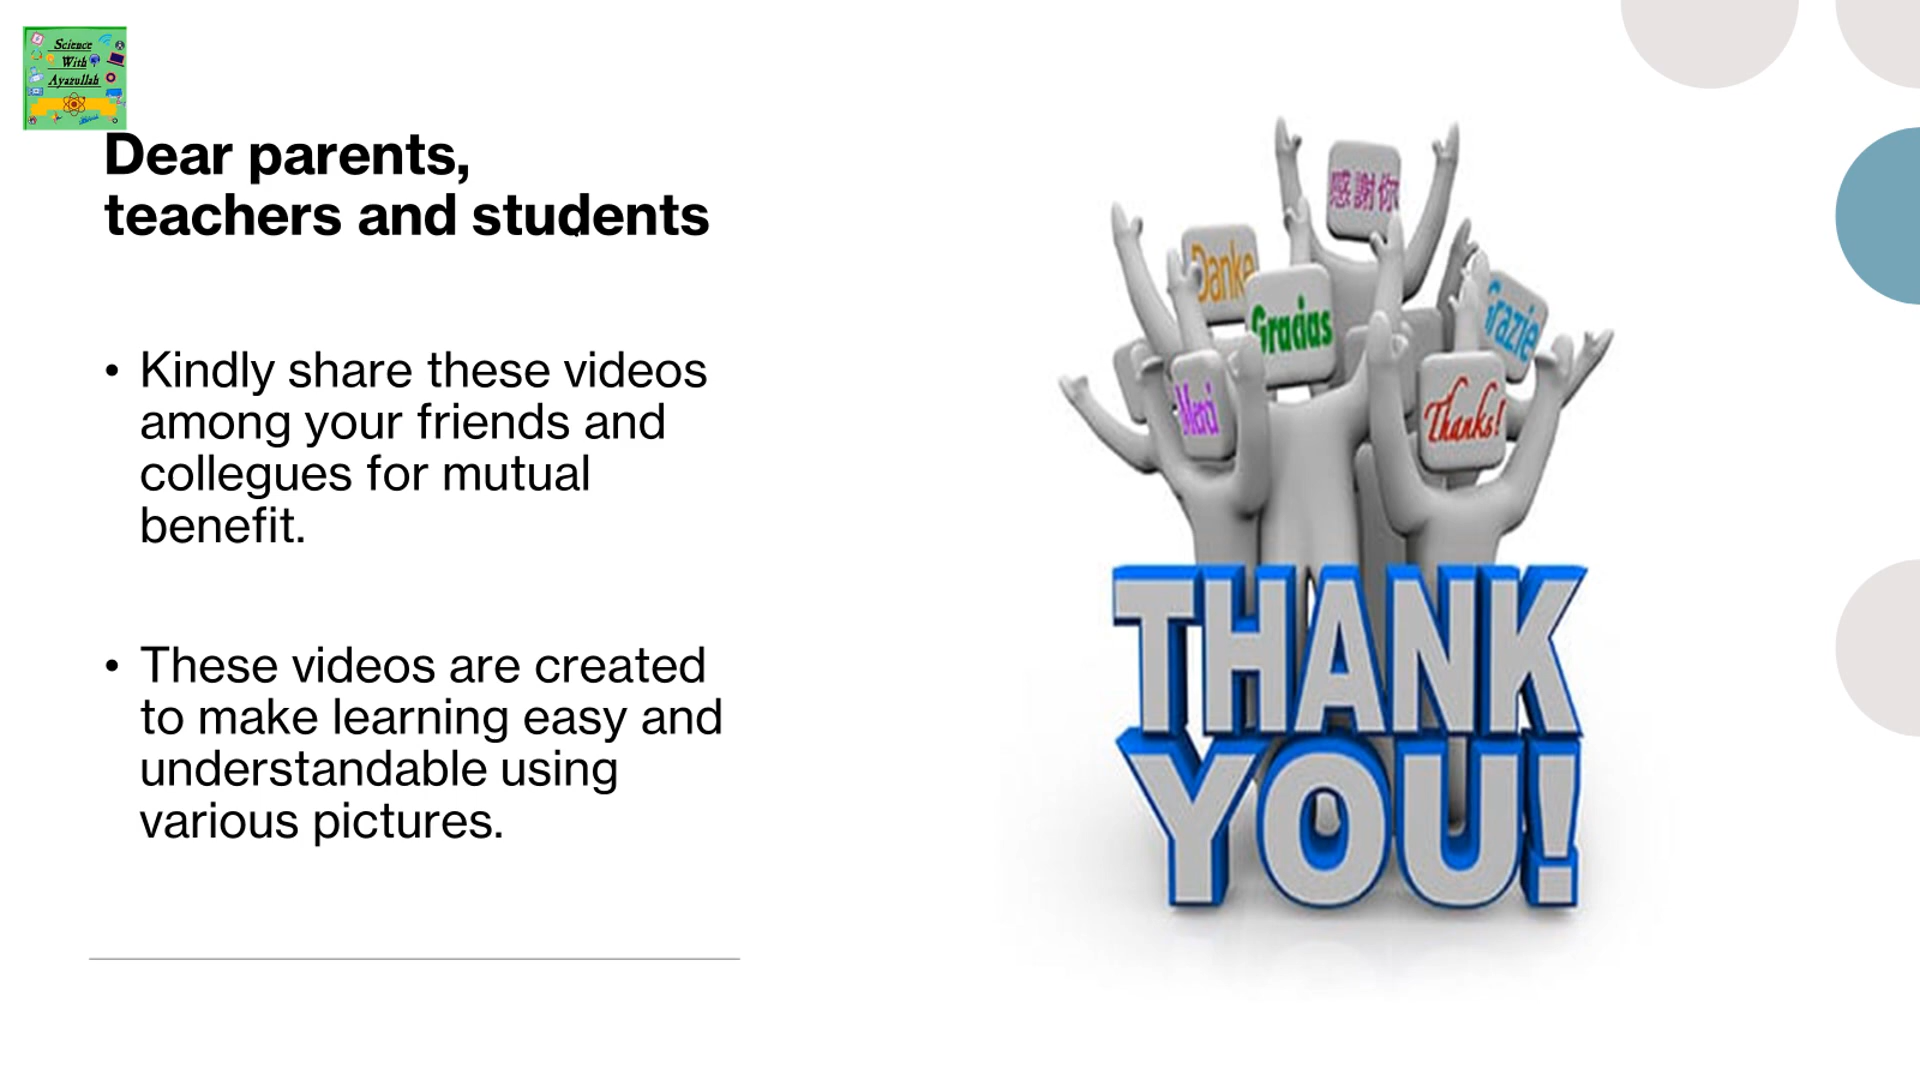 Science
With
Ayazullah
Dear parents,
teachers and students
• Kindly share these videos
among your friends and
collegues for mutual
benefit.
• These videos are created
to make learning easy and
understandable using
various pictures.
感謝你
Danke
Gracias
Grazie
Merci
Thanks!
THANK
YOU!